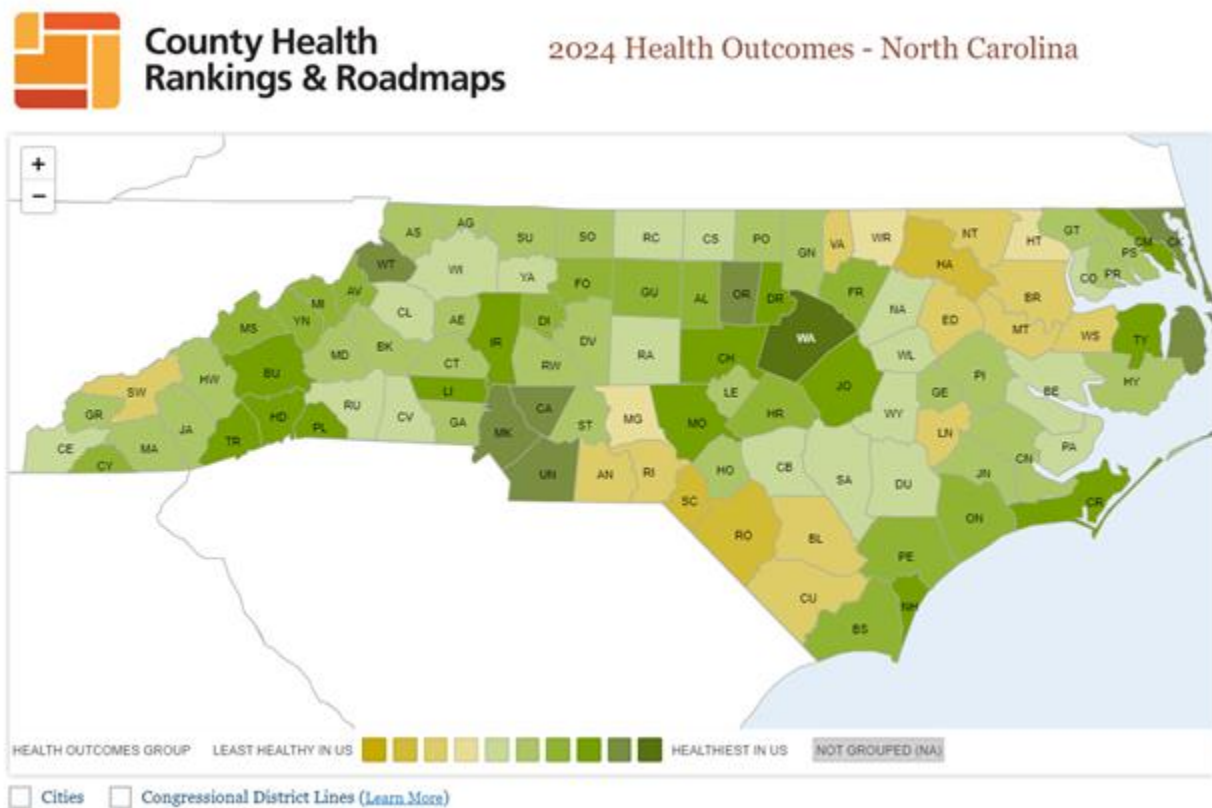 County Health
Rankings & Roadmaps
2024 Health Outcomes - North Carolina
+
−
AS AG SU SO RC CS PO GN VA WR NT HT GT CM CK
WT WI YA FO GU AL OR DR FR HA PS PR CO
MI AV CL AE IR DI DV RA CH WA NA ED BR MT WS TY
MS YN MD BK CT RW LE JO WL PI BE HY
SW HW BU LI CA ST MG MO HR WY GE
GR JA TR HD PL RU CV GA MK LN PA
CE CY MA UN AN RI HO CB SA DU JN CN
SC RO BL ON CR
CU PE NH
BS
HEALTH OUTCOMES GROUP LEAST HEALTHY IN US HEALTHIEST IN US NOT GROUPED (NA)
Cities Congressional District Lines (Learn More)